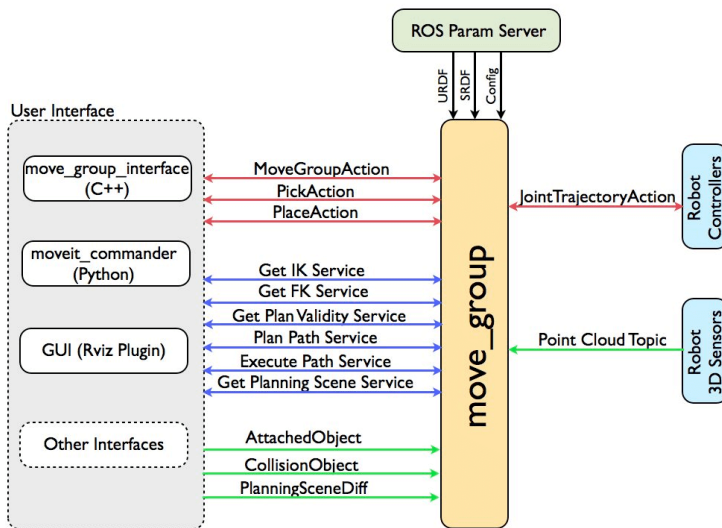 ROS Param Server
URDF
SRDF
Config
User Interface
move_group_interface
(C++)
moveit_commander
(Python)
GUI (Rviz Plugin)
Other Interfaces
MoveGroupAction
PickAction
PlaceAction
Get IK Service
Get FK Service
Get Plan Validity Service
Plan Path Service
Execute Path Service
Get Planning Scene Service
AttachedObject
CollisionObject
PlanningSceneDiff
move_group
JointTrajectoryAction
Point Cloud Topic
Robot
Controllers
Robot
3D Sensors